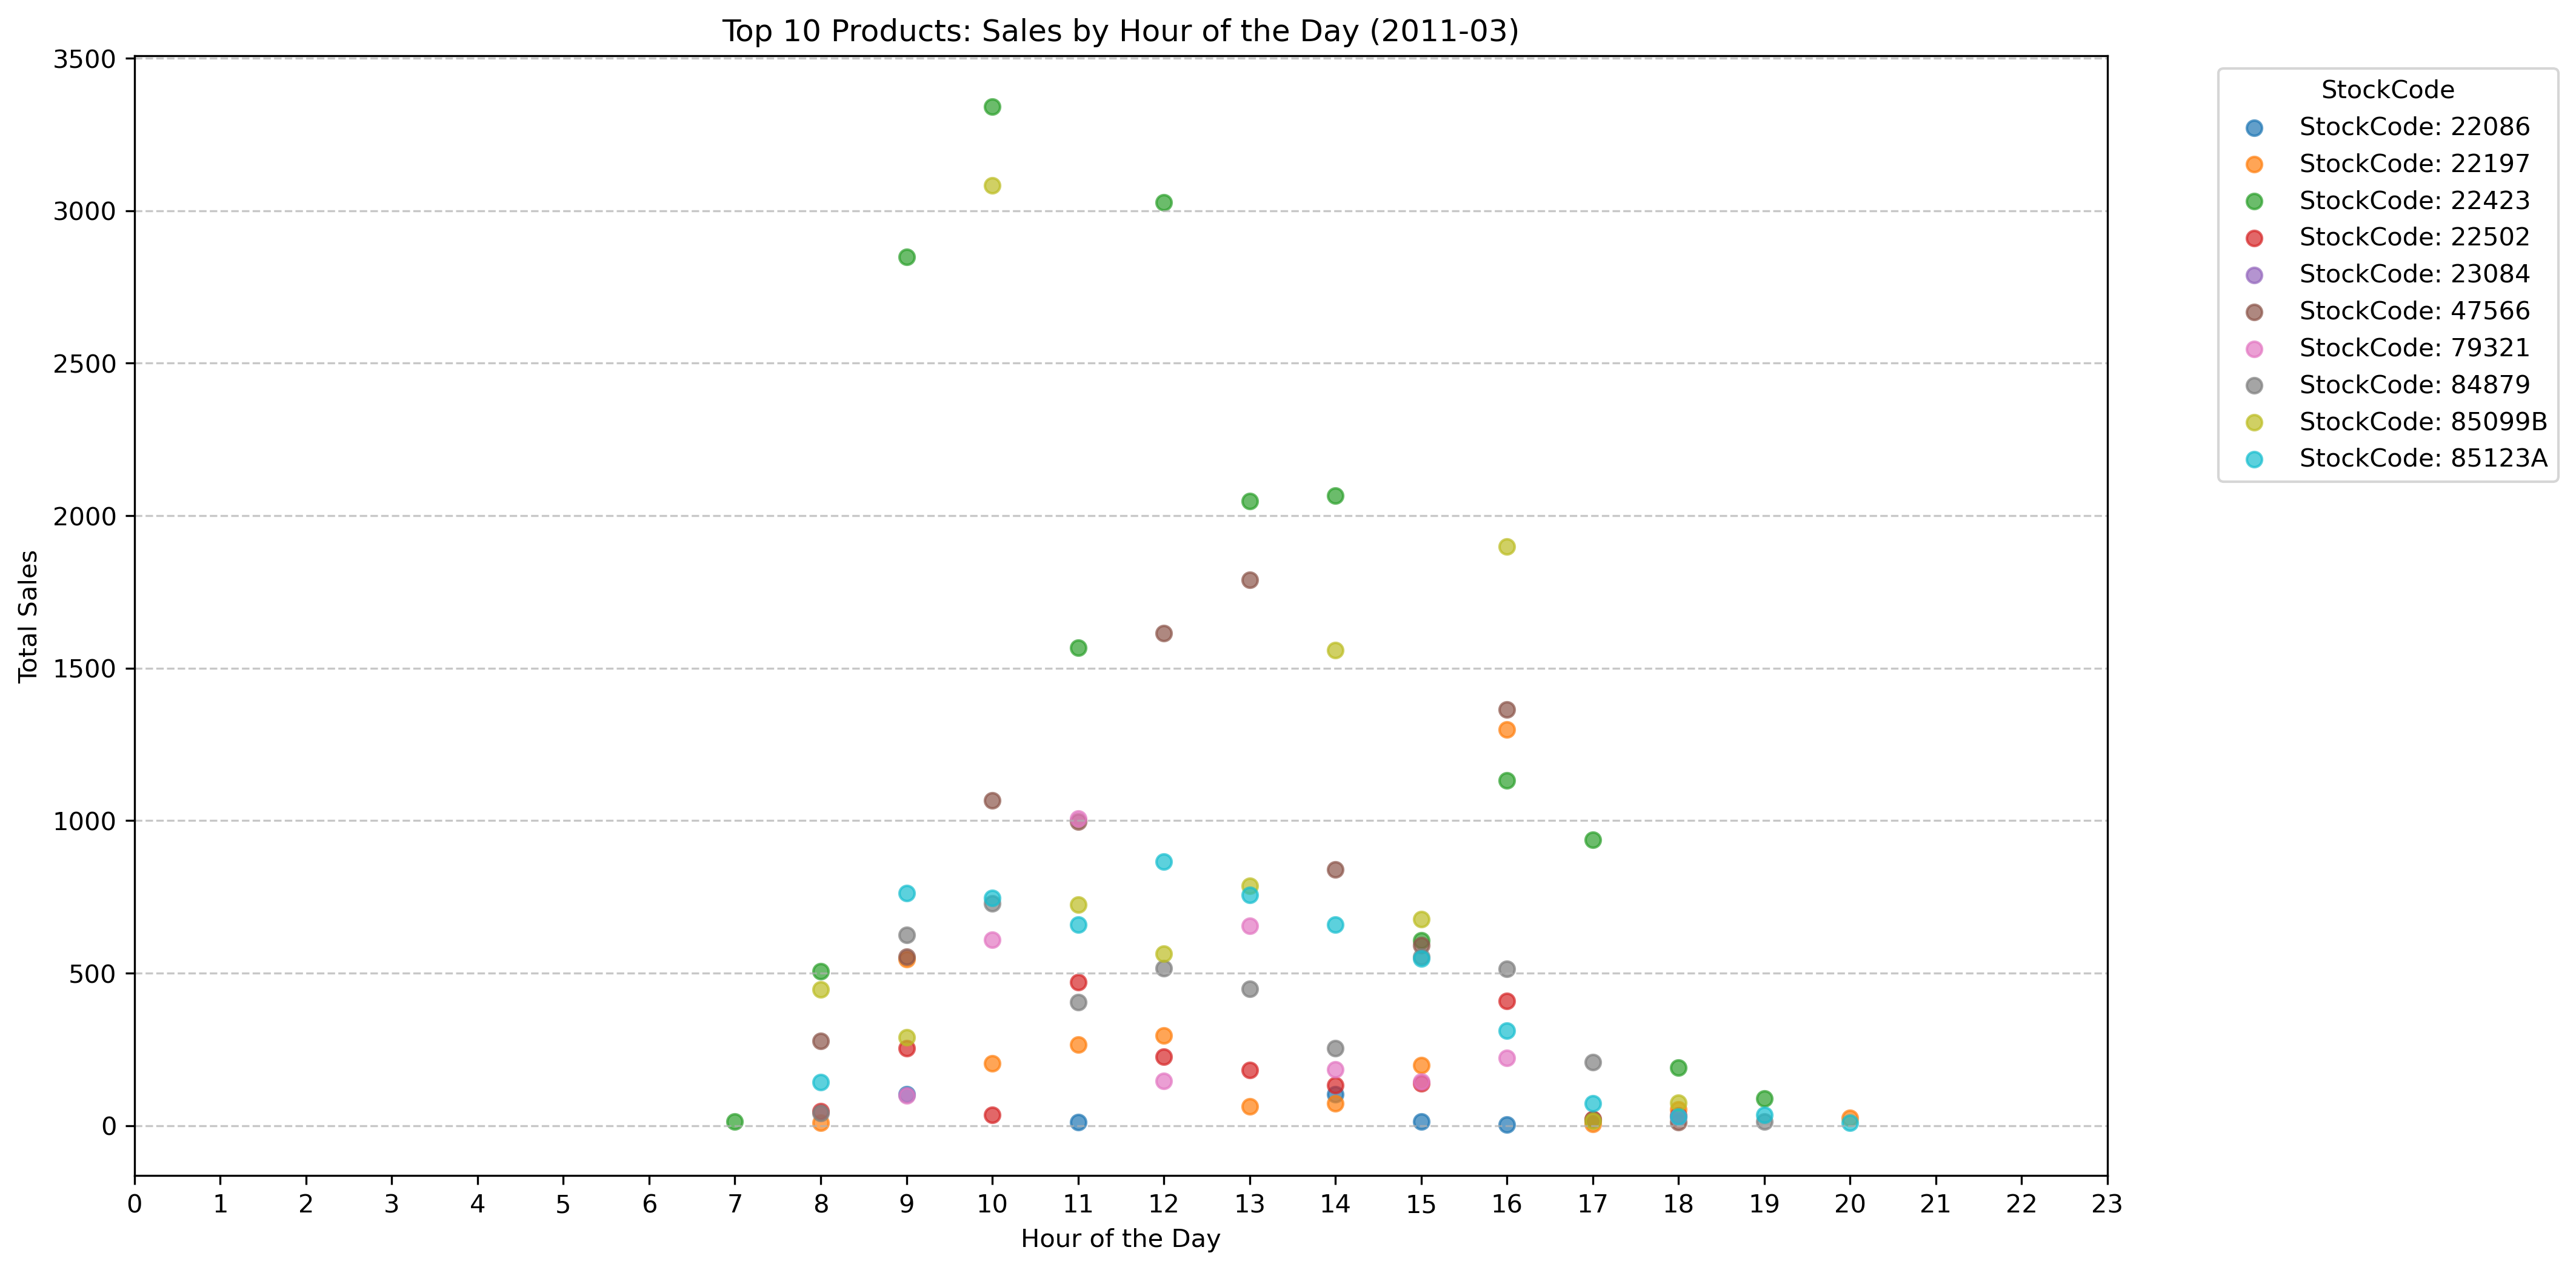 Top 10 Products: Sales by Hour of the Day (2011-03)
3500
3000
2500
2000
1500
1000
500
0
Total Sales
0 1 2 3 4 5 6 7 8 9 10 11 12 13 14 15 16 17 18 19 20 21 22 23
Hour of the Day
StockCode
StockCode: 22086
StockCode: 22197
StockCode: 22423
StockCode: 22502
StockCode: 23084
StockCode: 47566
StockCode: 79321
StockCode: 84879
StockCode: 85099B
StockCode: 85123A